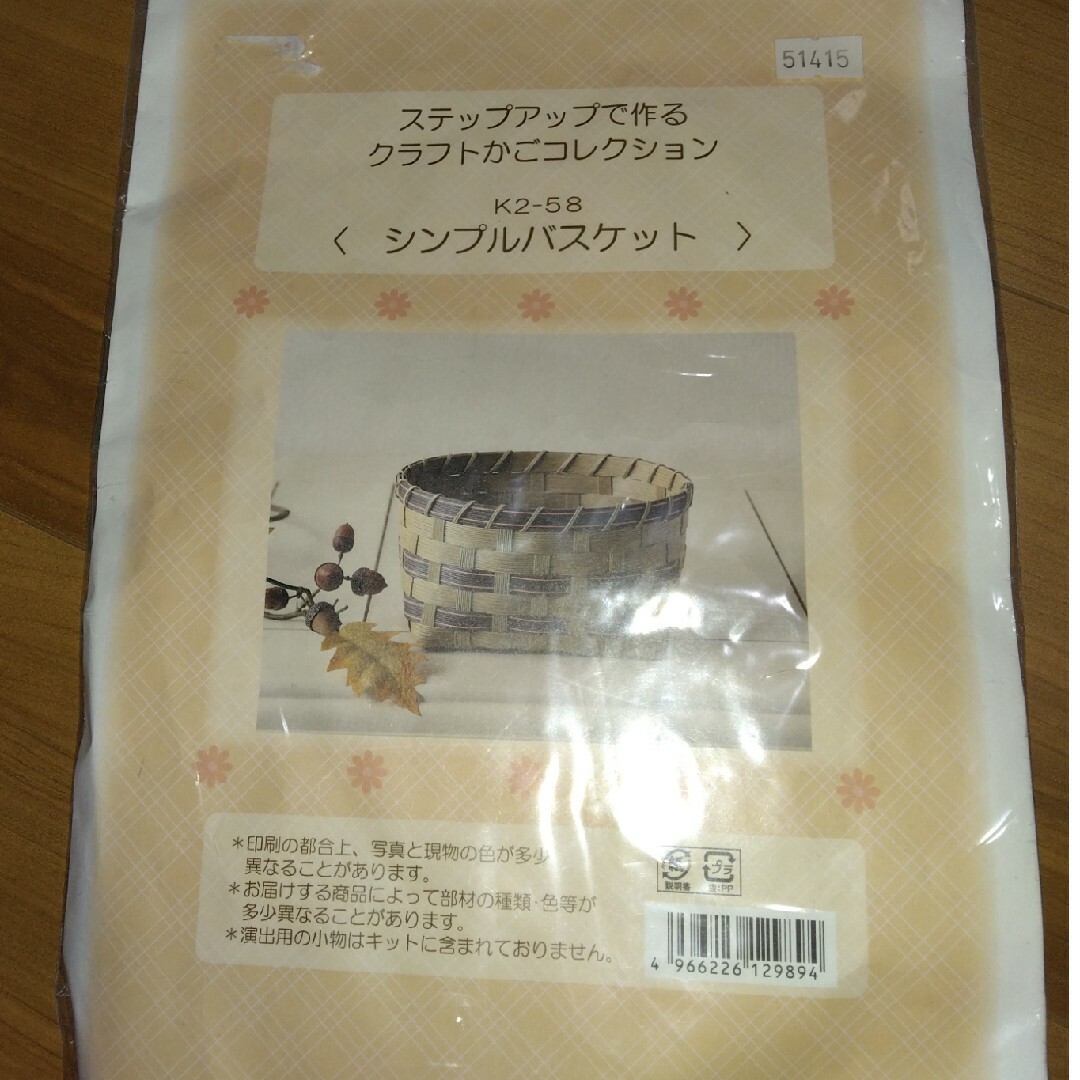 51415
ステップアップで作る
クラフトかごコレクション
K2-58
〈 シンプルバスケット 〉
*印刷の都合上、写真と現物の色が多少
異なることがあります。
*お届けする商品によって部材の種類·色等が
多少異なることがあります。
*演出用の小物はキットに含まれておりません。
プラ
説明書 袋:PP
4 966226 129894